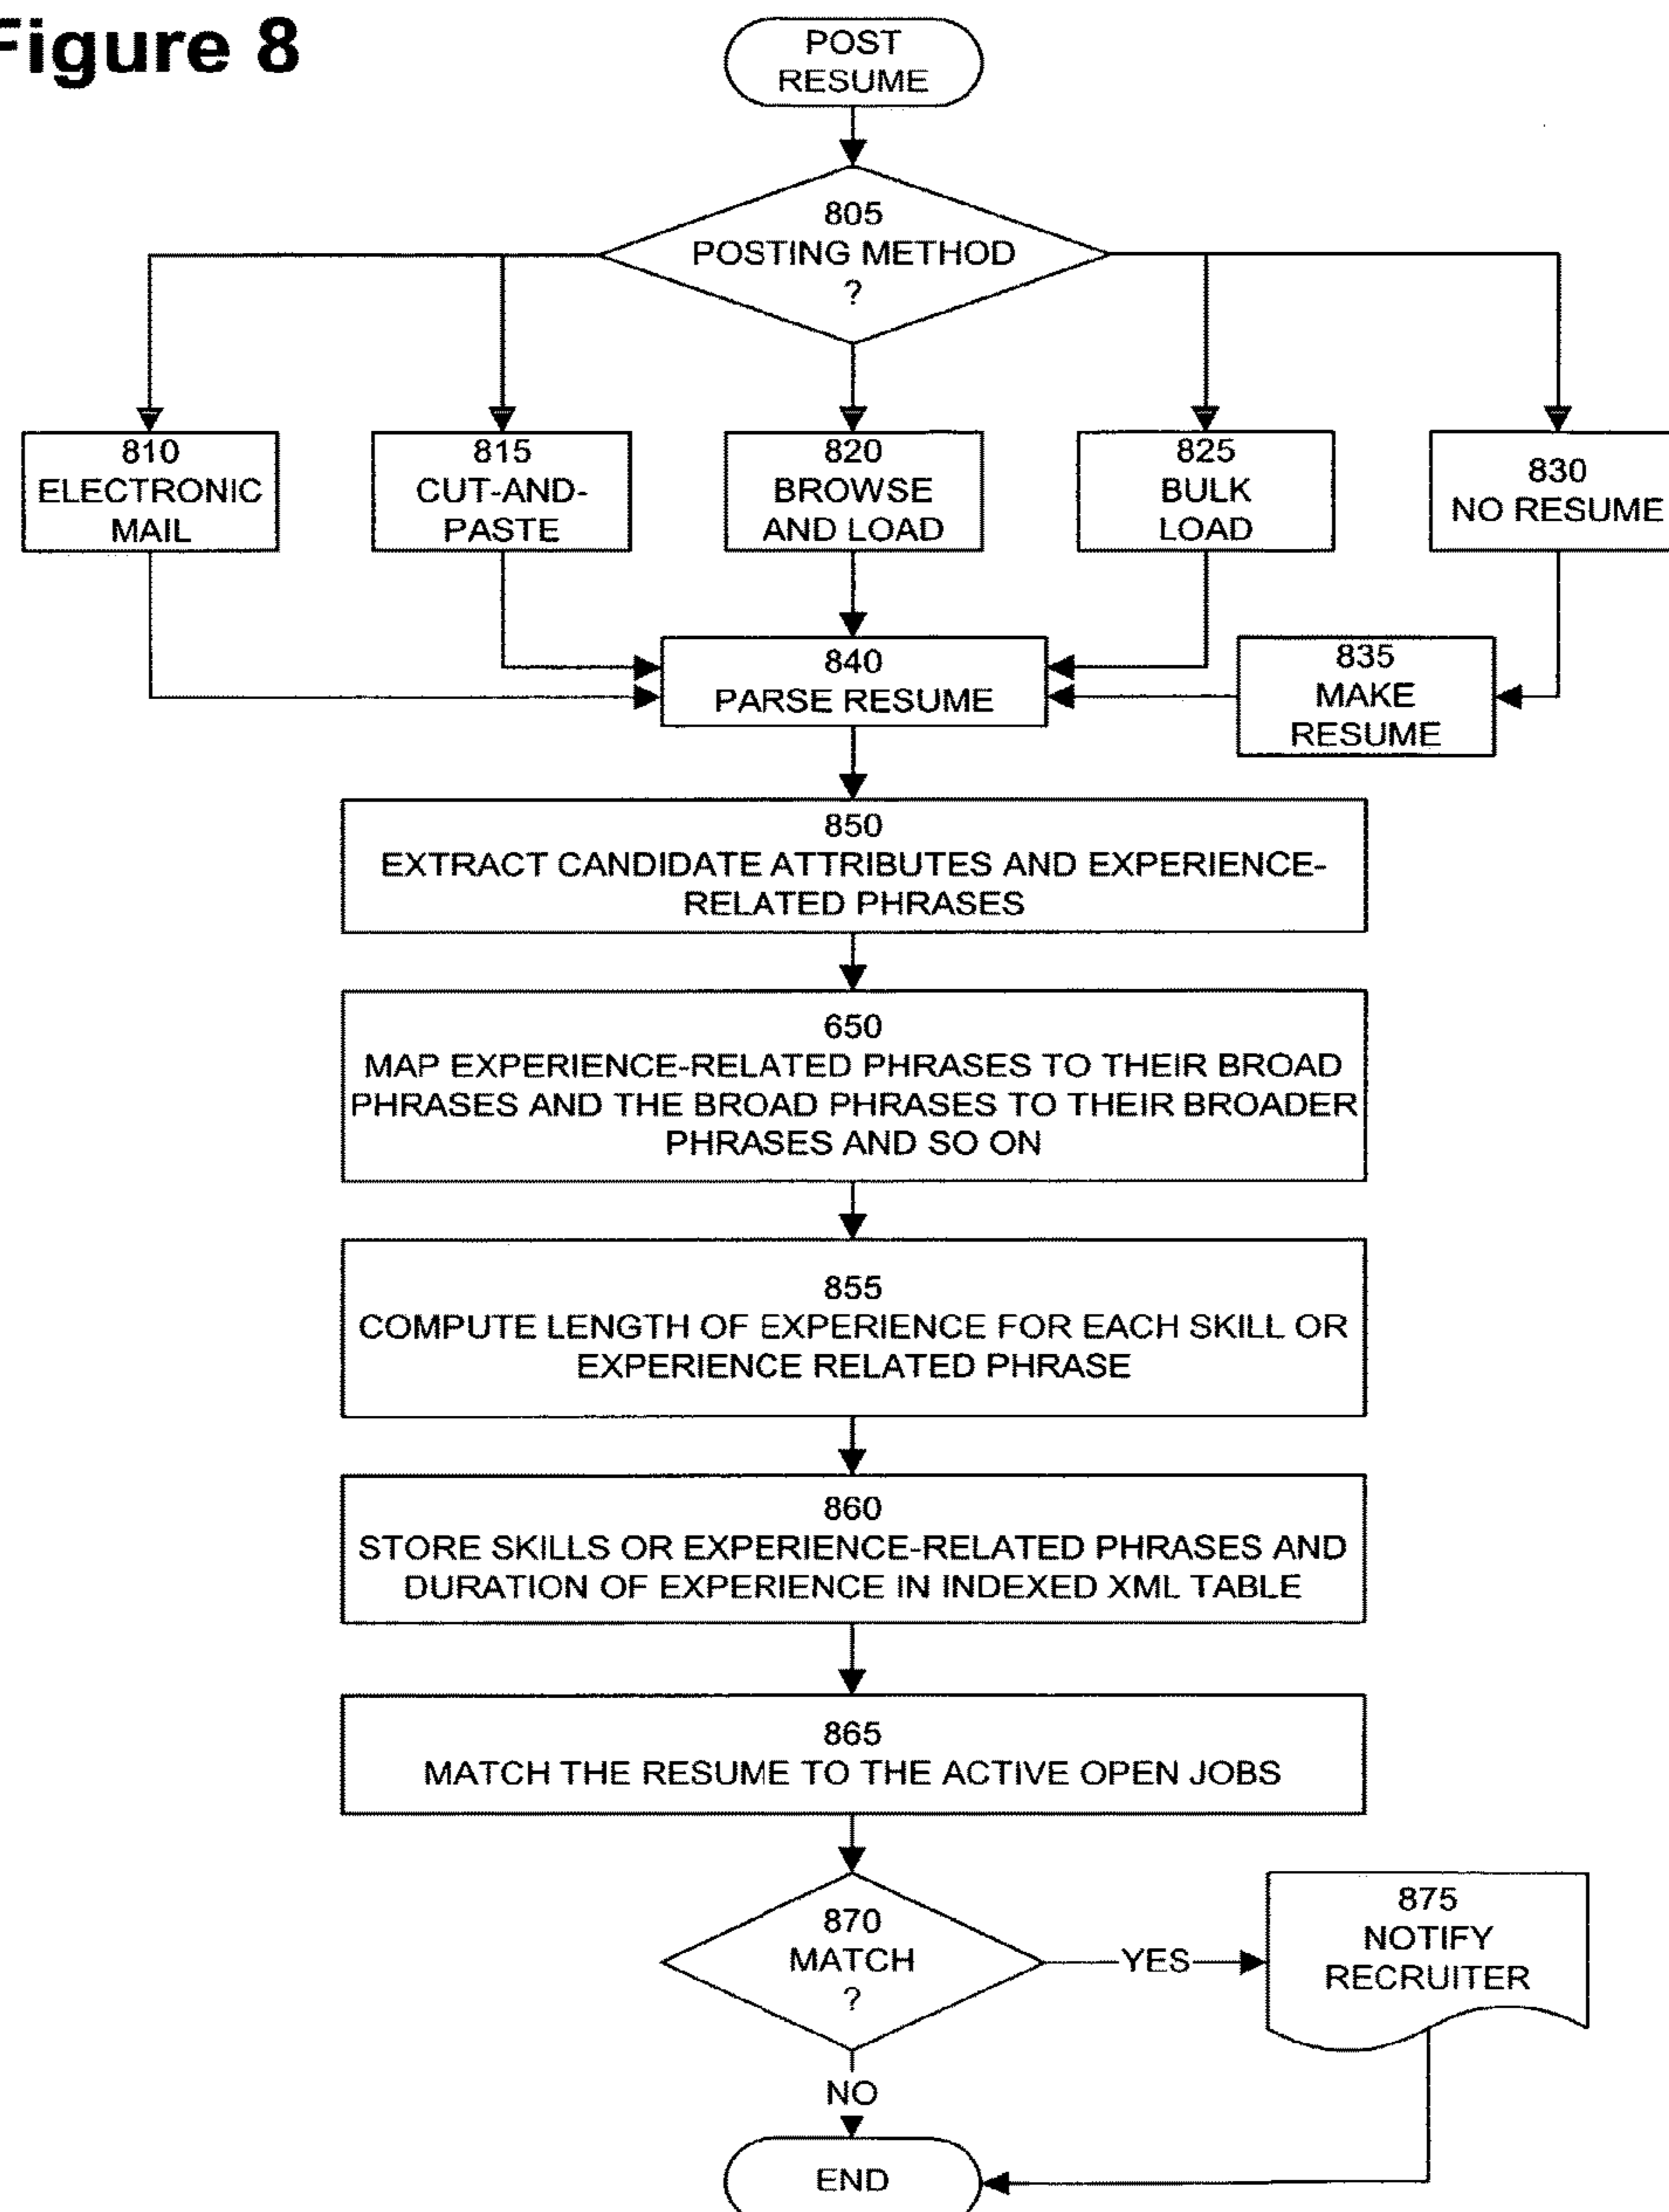 Figure 8
POST
RESUME
805
POSTING METHOD
?
810
ELECTRONIC
MAIL
815
CUT-AND-
PASTE
820
BROWSE
AND LOAD
825
BULK
LOAD
830
NO RESUME
840
PARSE RESUME
835
MAKE
RESUME
850
EXTRACT CANDIDATE ATTRIBUTES AND EXPERIENCE-
RELATED PHRASES
650
MAP EXPERIENCE-RELATED PHRASES TO THEIR BROAD
PHRASES AND THE BROAD PHRASES TO THEIR BROADER
PHRASES AND SO ON
855
COMPUTE LENGTH OF EXPERIENCE FOR EACH SKILL OR
EXPERIENCE RELATED PHRASE
860
STORE SKILLS OR EXPERIENCE-RELATED PHRASES AND
DURATION OF EXPERIENCE IN INDEXED XML TABLE
865
MATCH THE RESUME TO THE ACTIVE OPEN JOBS
870
MATCH
?
YES
875
NOTIFY
RECRUITER
NO
END